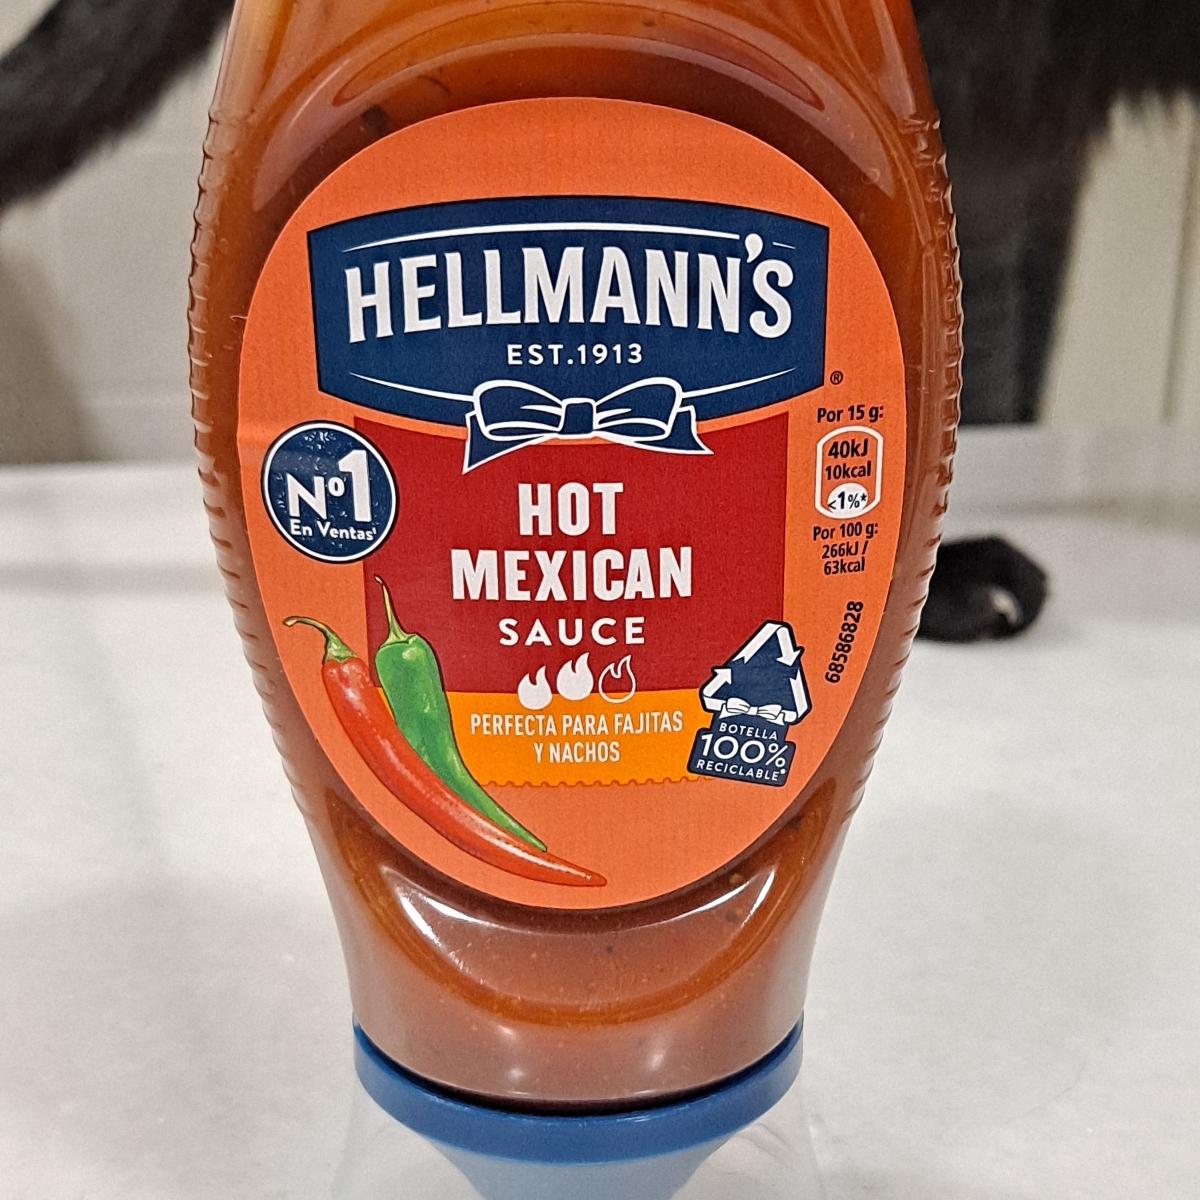 HELLMANN'S
EST.1913
®
Nº1
En Ventas¹
HOT
MEXICAN
SAUCE
PERFECTA PARA FAJITAS
Y NACHOS
Por 15 g:
40kJ
10kcal
<1%*
Por 100 g:
266kJ /
63kcal
68586828
BOTELLA
100%
RECICLABLE*